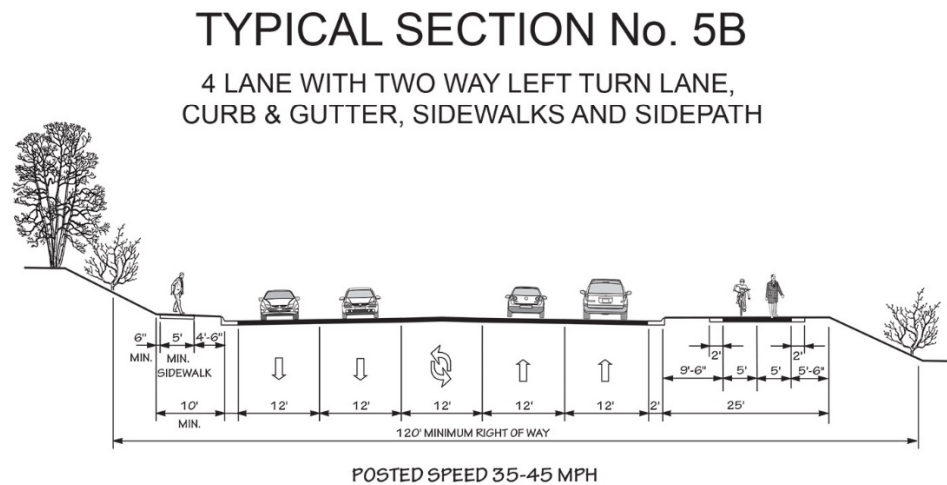 TYPICAL SECTION No. 5B
4 LANE WITH TWO WAY LEFT TURN LANE,
CURB & GUTTER, SIDEWALKS AND SIDEPATH
6" 5' 4'-6" 2' 2'
MIN. MIN. 9'-6" 5' 5' 5'-6"
SIDEWALK
10' 12' 12' 12' 12' 12' 2' 25'
MIN.
120' MINIMUM RIGHT OF WAY
POSTED SPEED 35-45 MPH